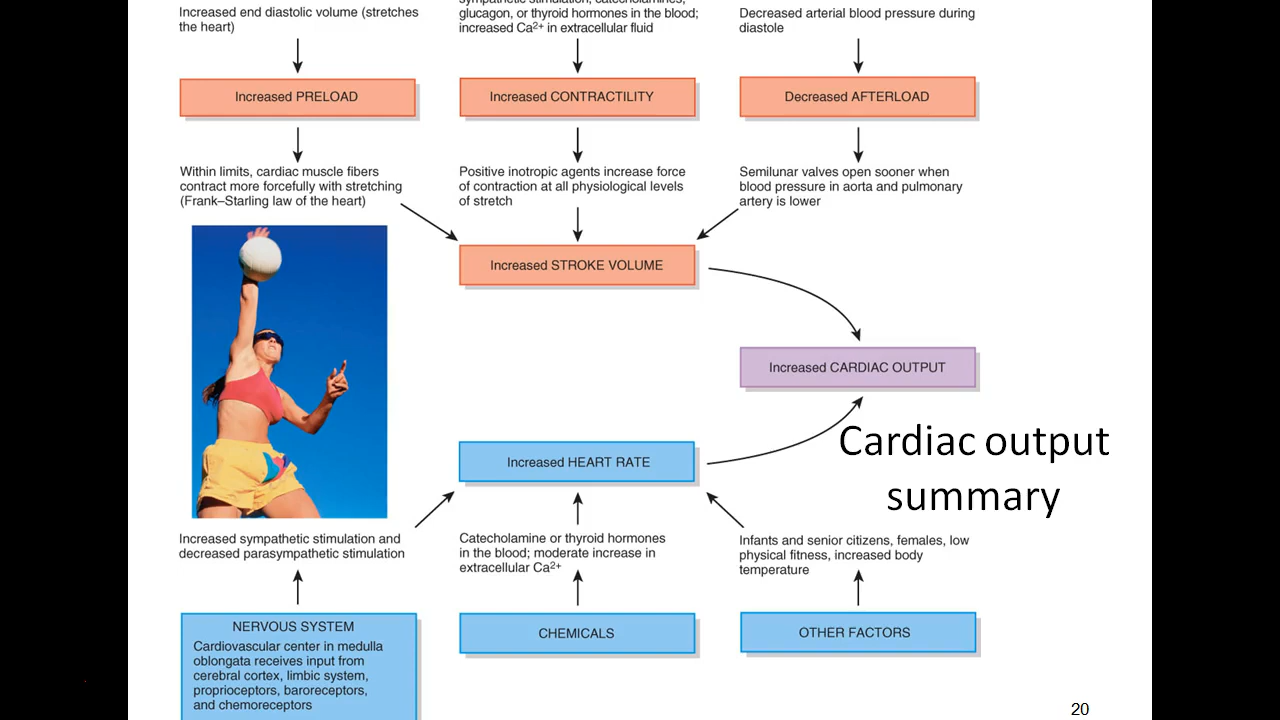 Increased end diastolic volume (stretches
the heart)
sympathetic stimulation, catecholamines,
glucagon, or thyroid hormones in the blood;
increased Ca2+ in extracellular fluid
Decreased arterial blood pressure during
diastole
Increased PRELOAD
Increased CONTRACTILITY
Decreased AFTERLOAD
Within limits, cardiac muscle fibers
contract more forcefully with stretching
(Frank–Starling law of the heart)
Positive inotropic agents increase force
of contraction at all physiological levels
of stretch
Semilunar valves open sooner when
blood pressure in aorta and pulmonary
artery is lower
Increased STROKE VOLUME
Increased CARDIAC OUTPUT
Cardiac output
summary
Increased HEART RATE
Increased sympathetic stimulation and
decreased parasympathetic stimulation
Catecholamine or thyroid hormones
in the blood; moderate increase in
extracellular Ca2+
Infants and senior citizens, females, low
physical fitness, increased body
temperature
NERVOUS SYSTEM
Cardiovascular center in medulla
oblongata receives input from
cerebral cortex, limbic system,
proprioceptors, baroreceptors,
and chemoreceptors
CHEMICALS
OTHER FACTORS
20